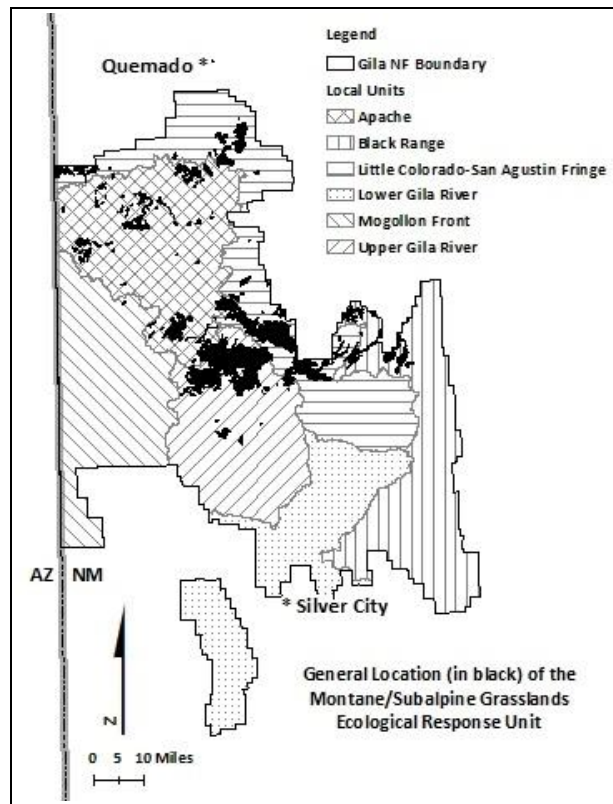 Legend
Quemado *
Gila NF Boundary
Local Units
Apache
Black Range
Little Colorado-San Agustin Fringe
Lower Gila River
Mogollon Front
Upper Gila River
AZ NM
* Silver City
N
General Location (in black) of the
Montane/Subalpine Grasslands
Ecological Response Unit
0 5 10 Miles